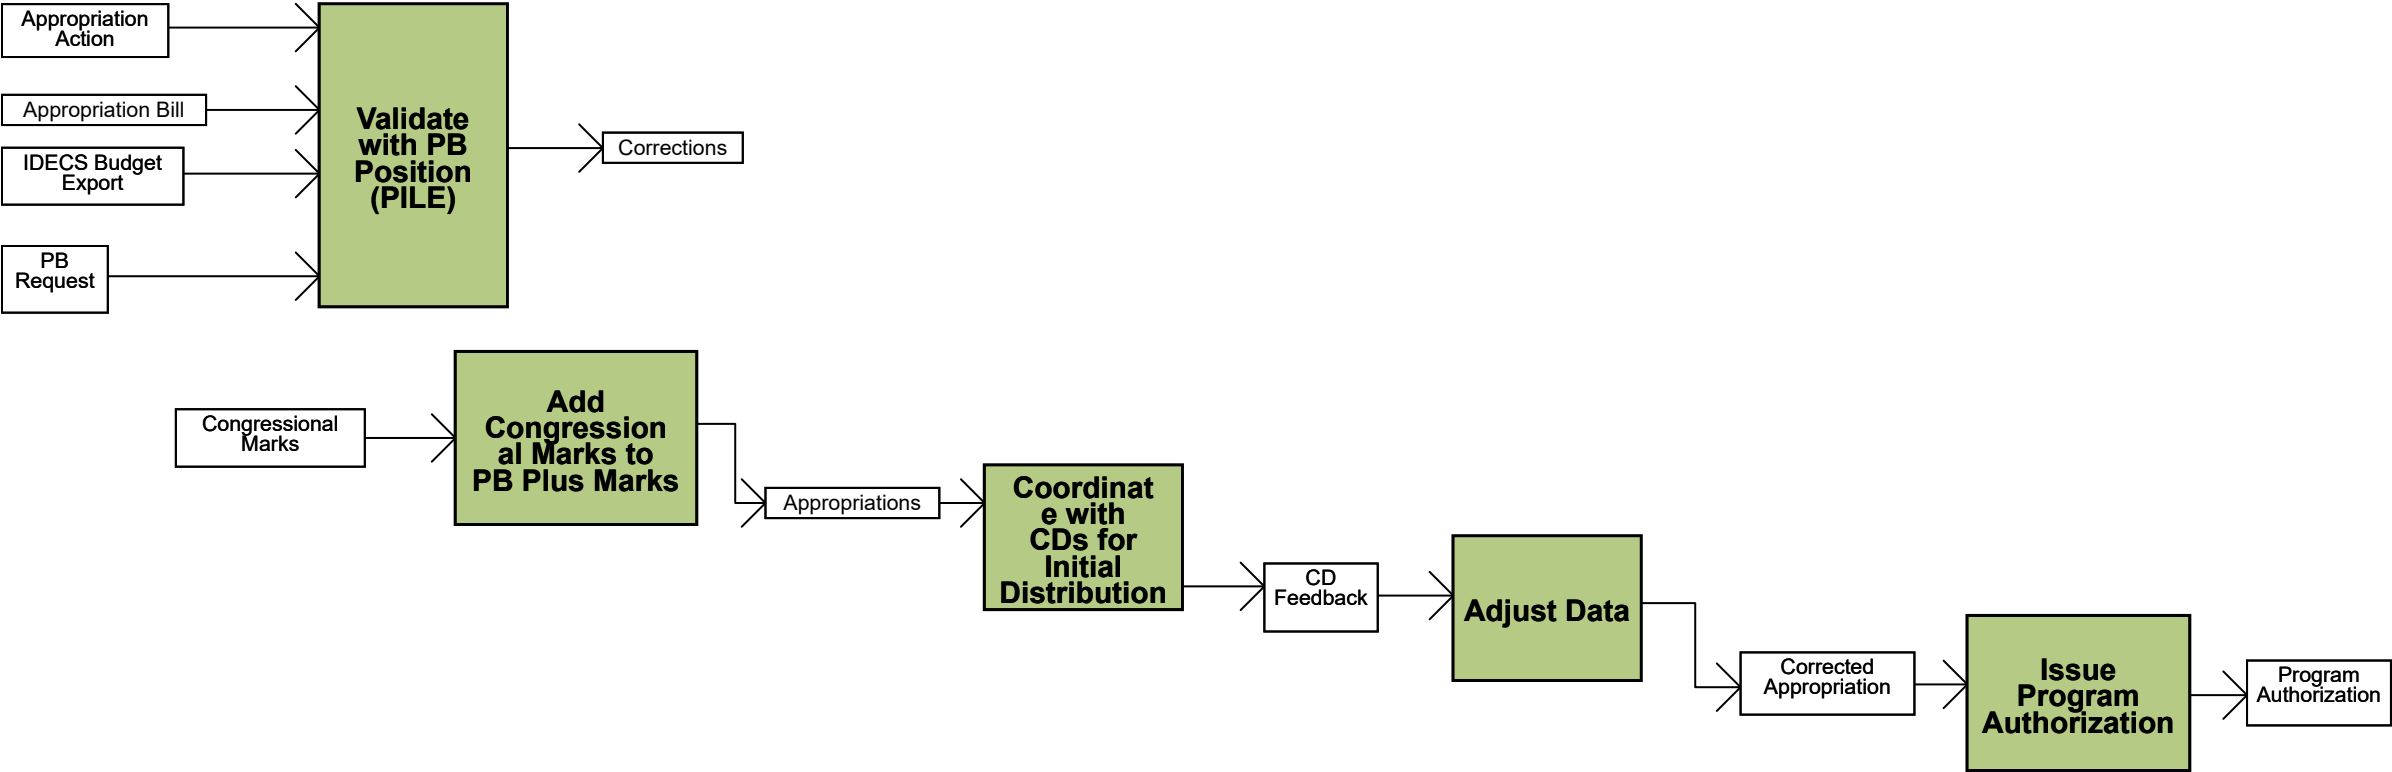 Appropriation
Action
Appropriation Bill
IDECS Budget
Export
PB
Request
Validate
with PB
Position
(PILE)
Corrections
Congressional
Marks
Add
Congression
al Marks to
PB Plus Marks
Appropriations
Coordinat
e with
CDs for
Initial
Distribution
CD
Feedback
Adjust Data
Corrected
Appropriation
Issue
Program
Authorization
Program
Authorization